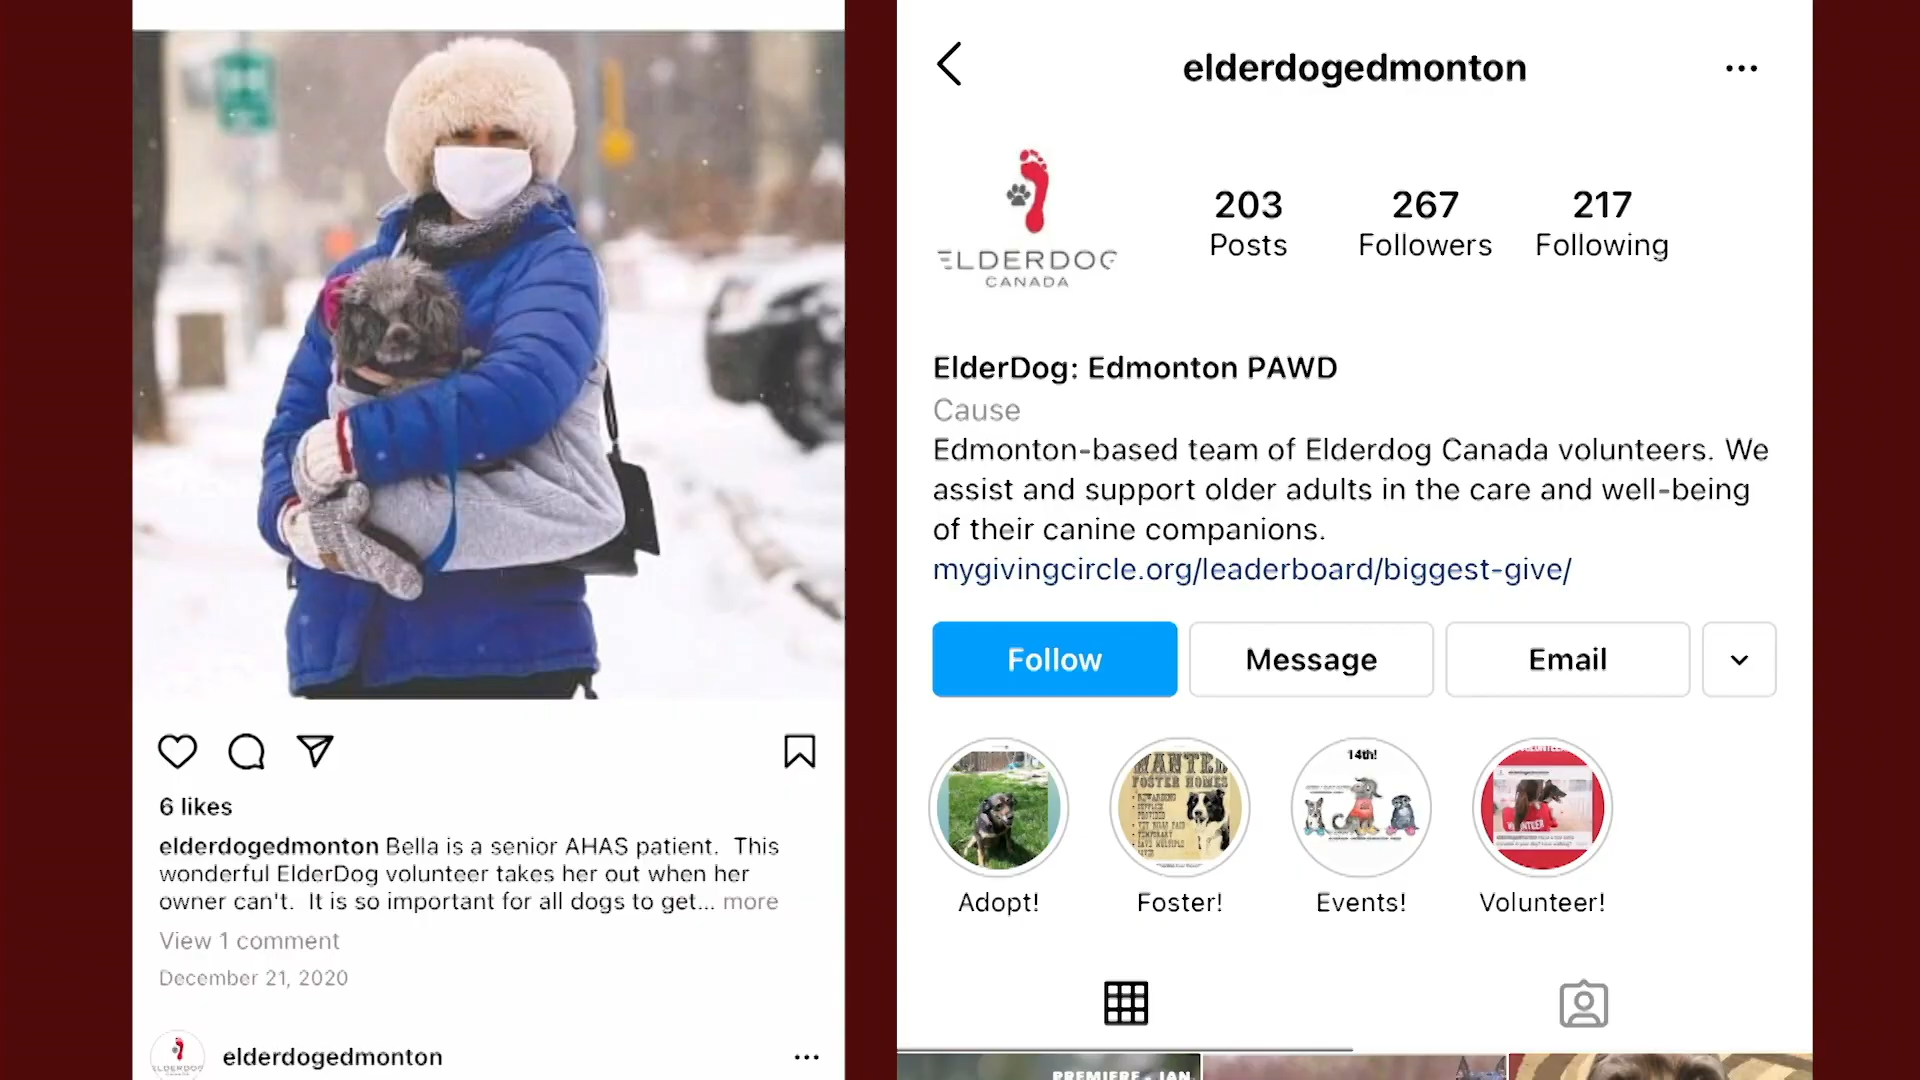 6 likes
elderdogedmonton Bella is a senior AHAS patient. This
wonderful ElderDog volunteer takes her out when her
owner can't. It is so important for all dogs to get... more
View 1 comment
December 21, 2020
elderdogedmonton
elderdogedmonton
ELDERDOG
CANADA
203
Posts
267
Followers
217
Following
ElderDog: Edmonton PAWD
Cause
Edmonton-based team of Elderdog Canada volunteers. We
assist and support older adults in the care and well-being
of their canine companions.
mygivingcircle.org/leaderboard/biggest-give/
Follow
Message
Email
WANTED
FOSTER HOMES
14th!
VOLUNTEER
Adopt!
Foster!
Events!
Volunteer!
PREMIERE - JAN.